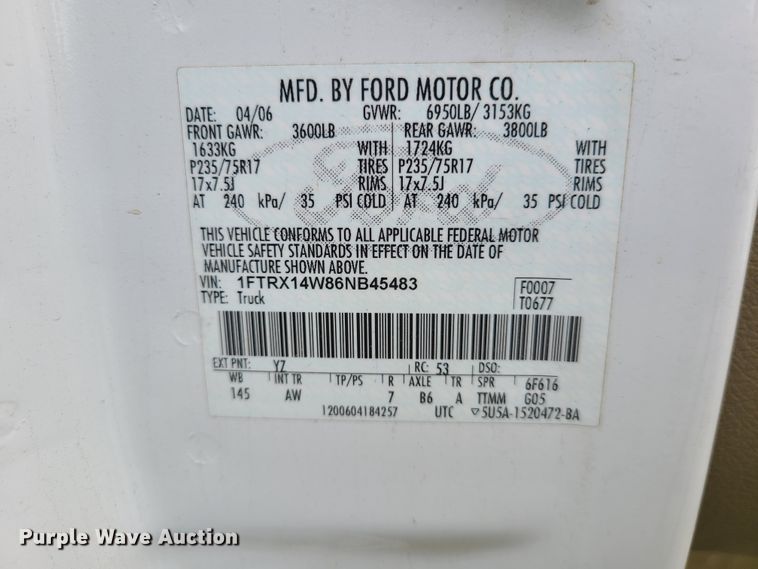 MFD. BY FORD MOTOR CO.
DATE: 04/06 GVWR: 6950LB/ 3153KG
FRONT GAWR: 3600LB REAR GAWR: 3800LB
1633KG WITH 1724KG WITH
P235/75R17 TIRES P235/75R17 TIRES
17x7.5J RIMS 17x7.5J RIMS
AT 240 kPa/ 35 PSI COLD AT 240 kPa/ 35 PSI COLD
Ford
THIS VEHICLE CONFORMS TO ALL APPLICABLE FEDERAL MOTOR
VEHICLE SAFETY STANDARDS IN EFFECT ON THE DATE OF
MANUFACTURE SHOWN ABOVE.
VIN: 1FTRX14W86NB45483 F0007
TYPE: Truck T0677
EXT PNT: YZ RC: 53 DSO:
WB INT TR TP/PS R AXLE TR SPR 6F616
145 AW 7 B6 A TTMM G05
1200604184257 UTC ▽5U5A-1520472-BA
Purple Wave Auction